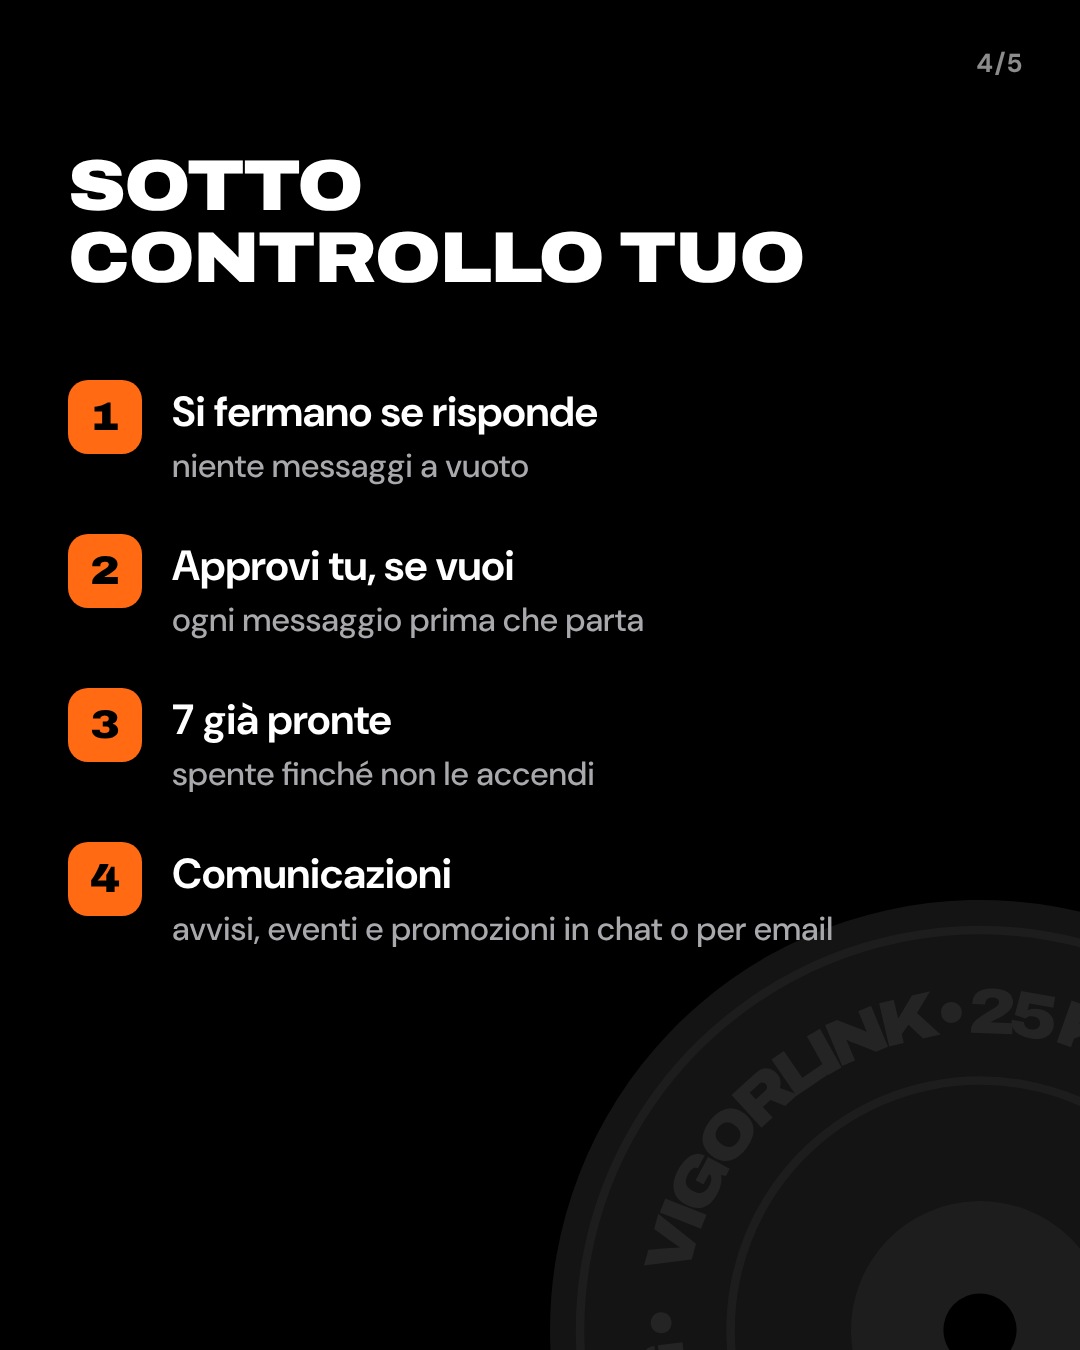 4/5
SOTTO
CONTROLLO TUO
1
Si fermano se risponde
niente messaggi a vuoto
2
Approvi tu, se vuoi
ogni messaggio prima che parta
3
7 già pronte
spente finché non le accendi
4
Comunicazioni
avvisi, eventi e promozioni in chat o per email
VIGORLINK • 25